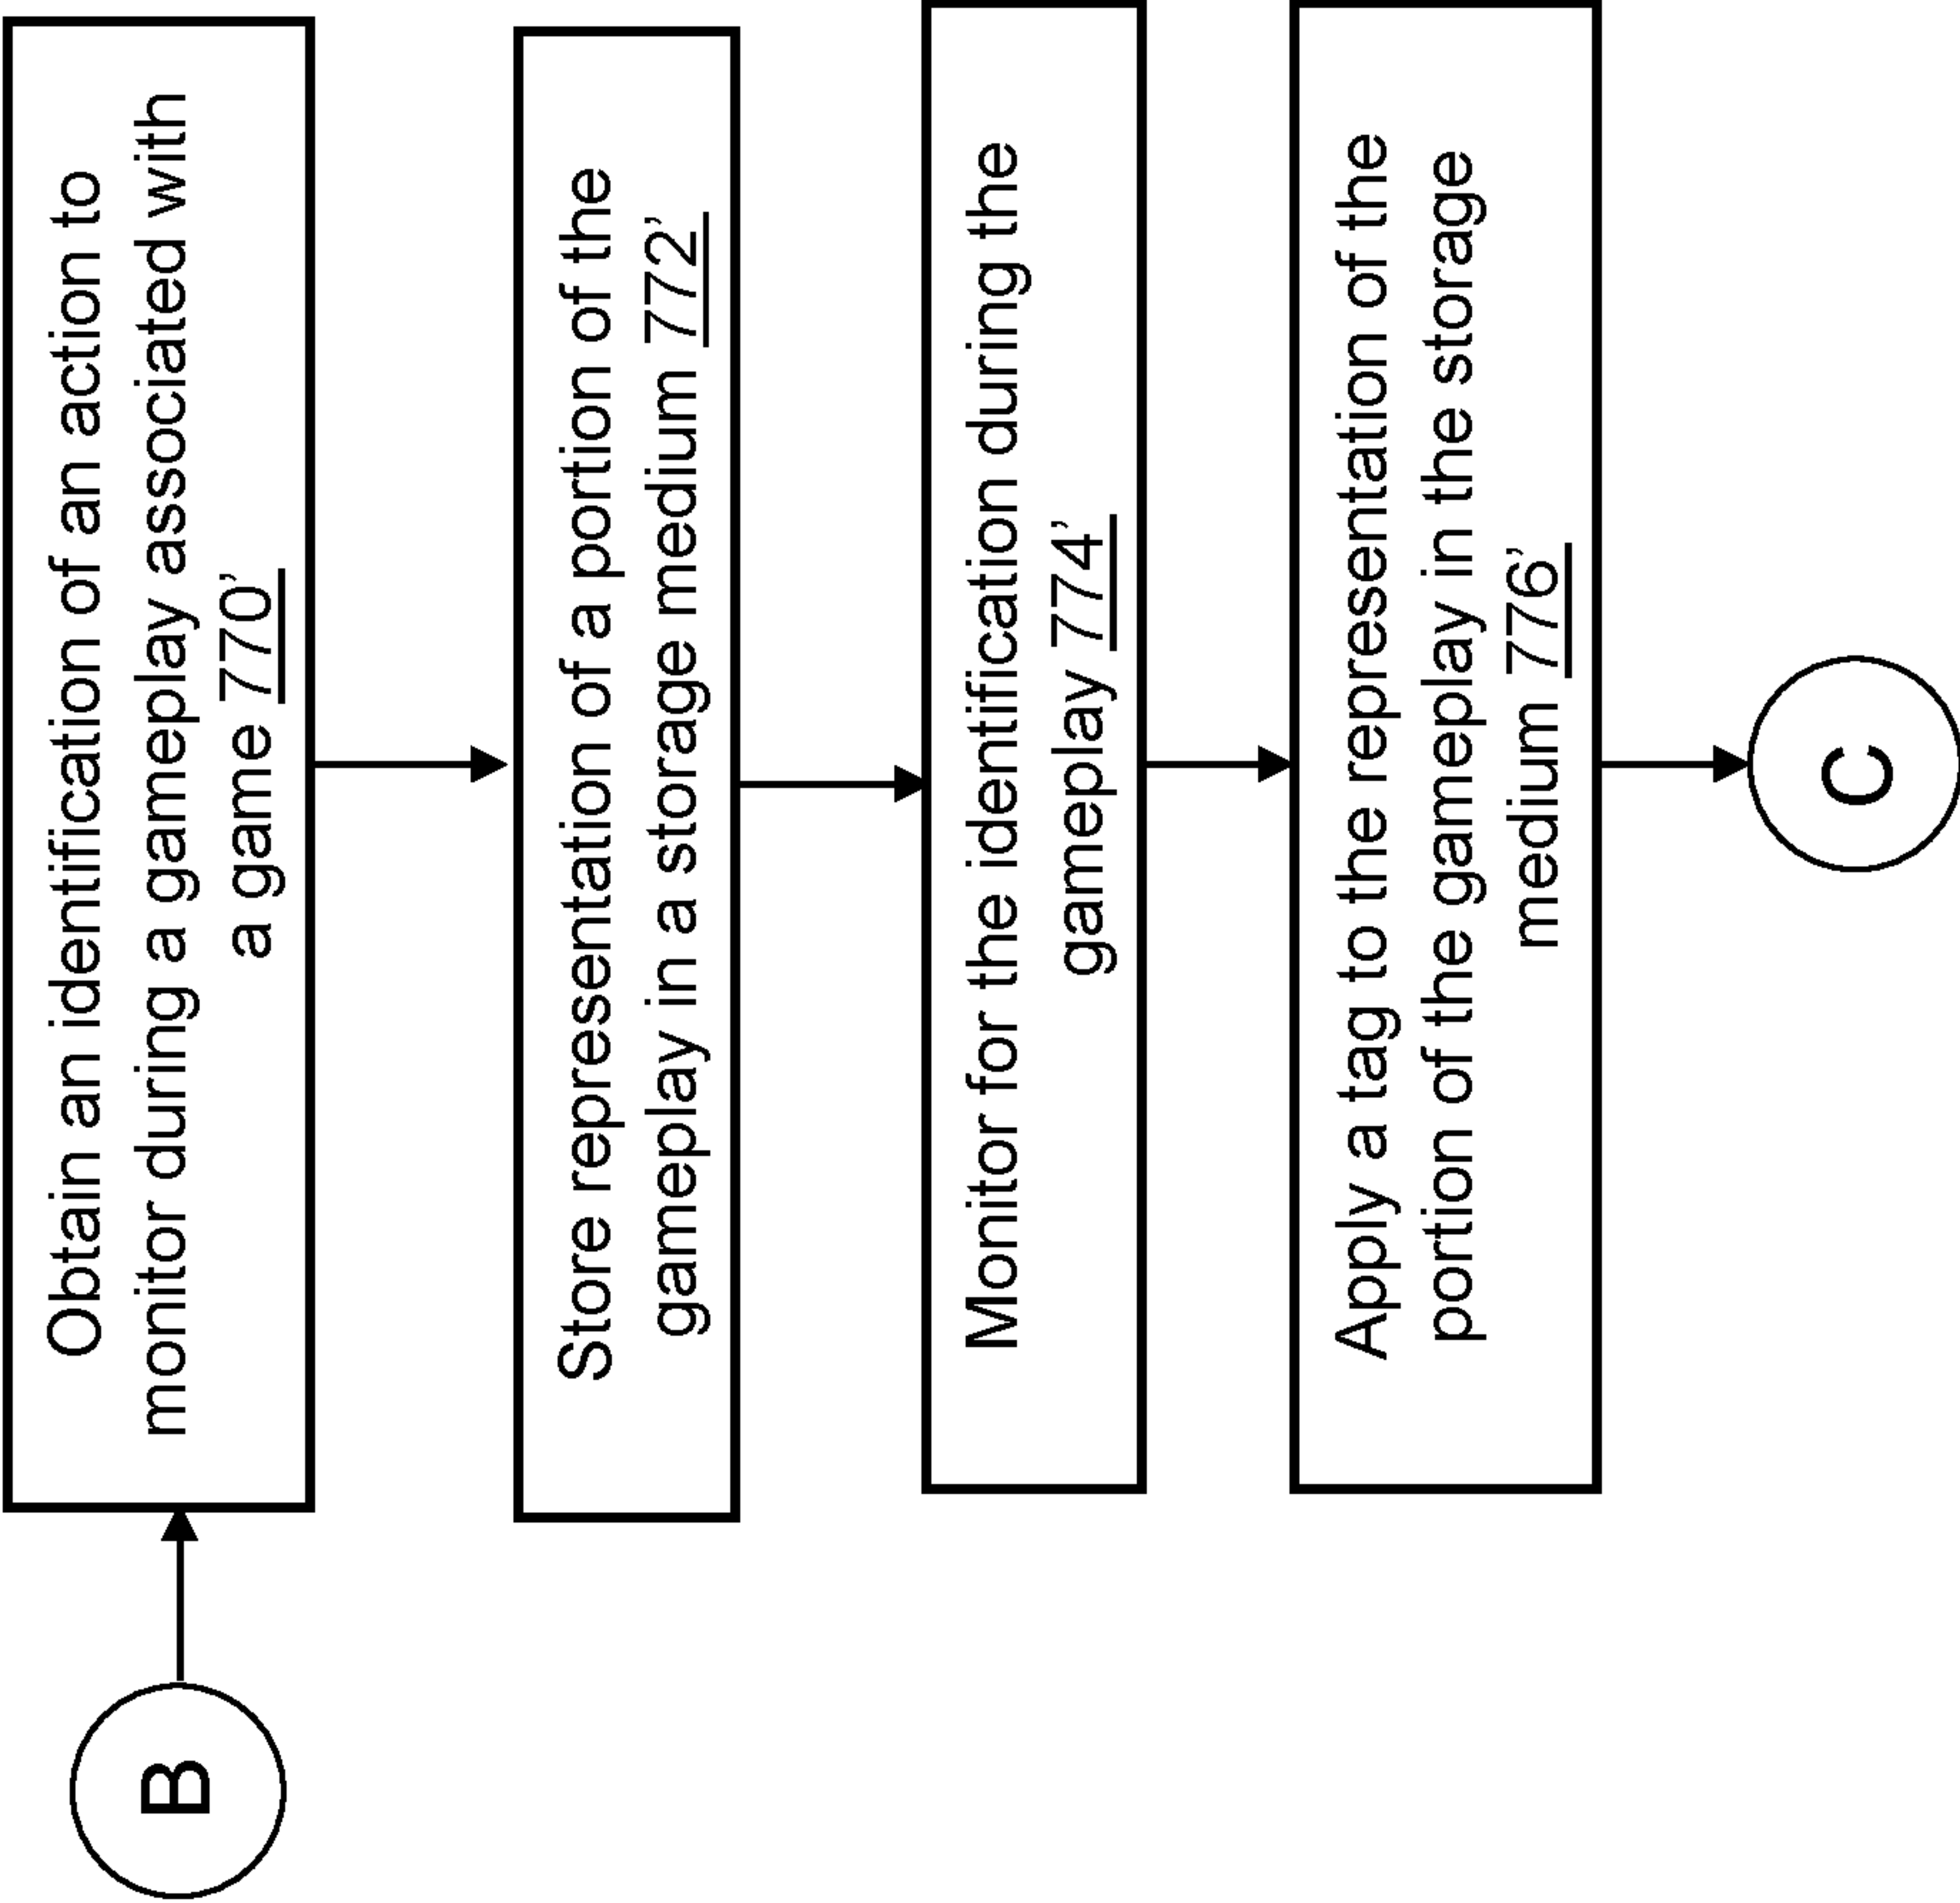 B
Obtain an identification of an action to
monitor during a gameplay associated with
a game 770’
Store representation of a portion of the
gameplay in a storage medium 772’
Monitor for the identification during the
gameplay 774’
Apply a tag to the representation of the
portion of the gameplay in the storage
medium 776’
C